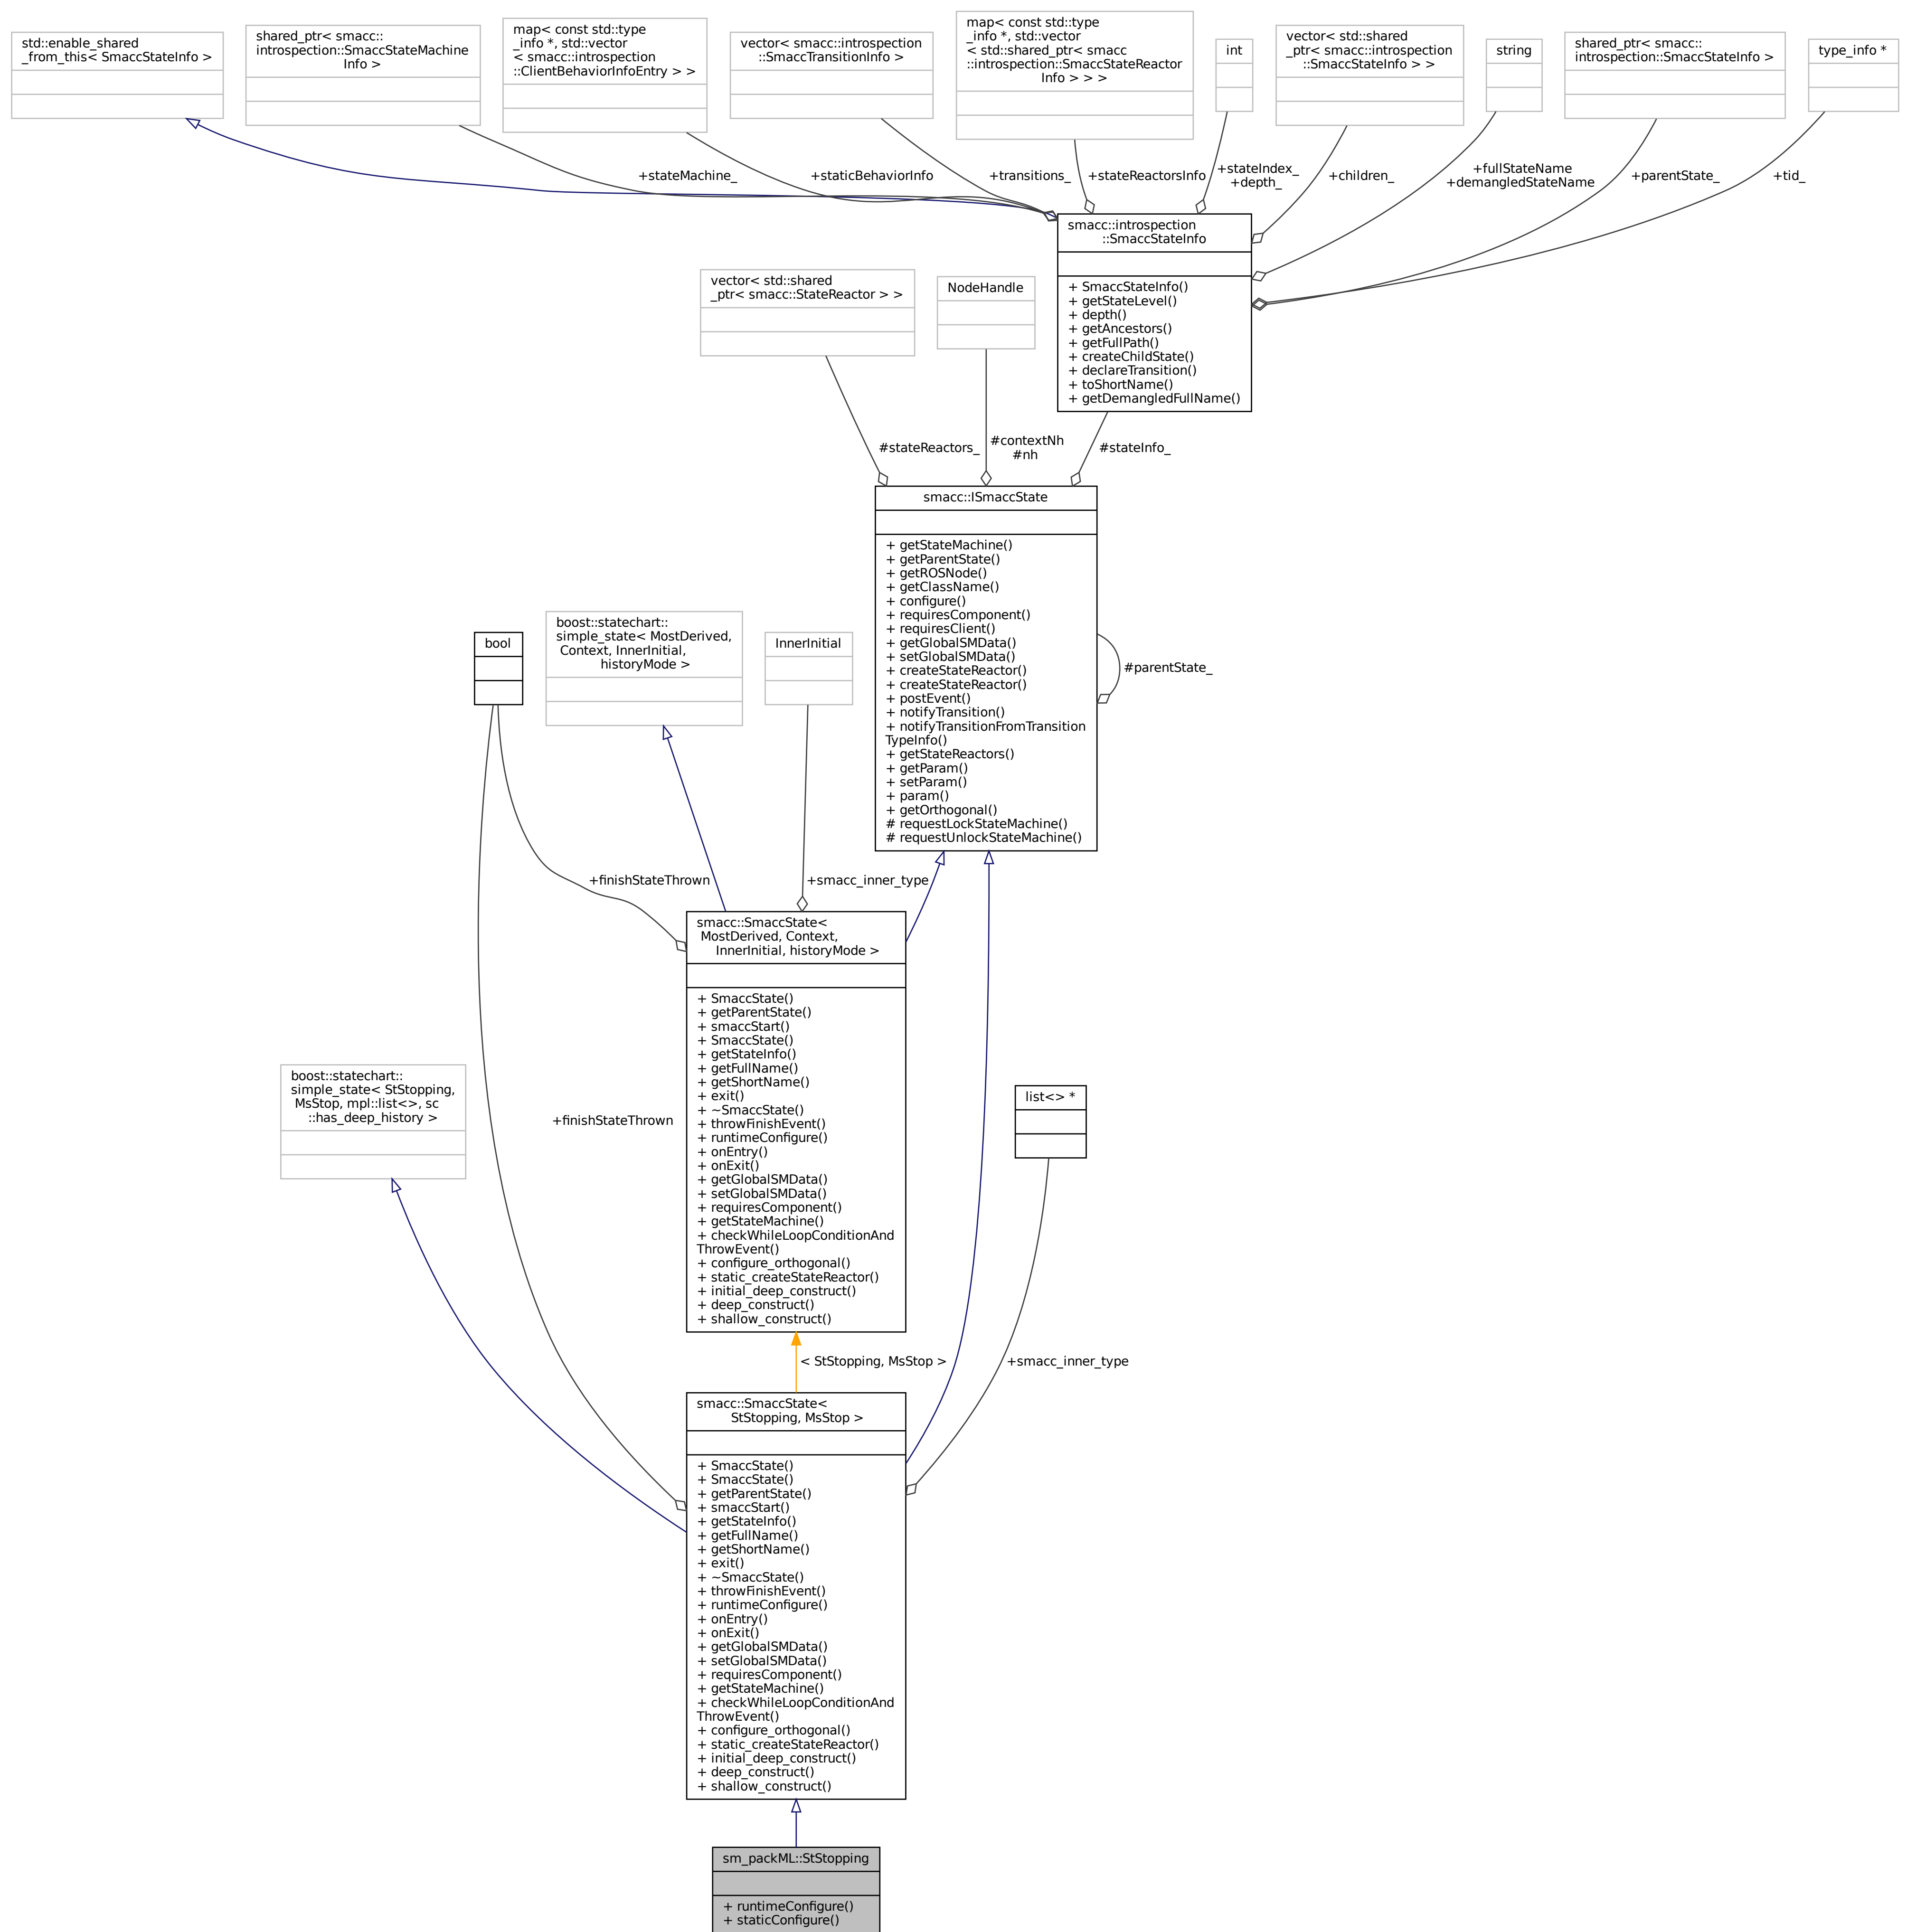 std::enable_shared
_from_this< SmaccStateInfo >
shared_ptr< smacc::
introspection::SmaccStateMachine
Info >
map< const std::type
_info *, std::vector
< smacc::introspection
::ClientBehaviorInfoEntry > >
vector< smacc::introspection
::SmaccTransitionInfo >
map< const std::type
_info *, std::vector
< std::shared_ptr< smacc
::introspection::SmaccStateReactor
Info > > >
int
vector< std::shared
_ptr< smacc::introspection
::SmaccStateInfo > >
string
shared_ptr< smacc::
introspection::SmaccStateInfo >
type_info *
+stateMachine_
+staticBehaviorInfo
+transitions_
+stateReactorsInfo
+stateIndex_
+depth_
+children_
+fullStateName
+demangledStateName
+parentState_
+tid_
smacc::introspection
::SmaccStateInfo
+ SmaccStateInfo()
+ getStateLevel()
+ depth()
+ getAncestors()
+ getFullPath()
+ createChildState()
+ declareTransition()
+ toShortName()
+ getDemangledFullName()
vector< std::shared
_ptr< smacc::StateReactor > >
NodeHandle
#stateReactors_
#contextNh
#nh
#stateInfo_
smacc::ISmaccState
+ getStateMachine()
+ getParentState()
+ getROSNode()
+ getClassName()
+ configure()
+ requiresComponent()
+ requiresClient()
+ getGlobalSMData()
+ setGlobalSMData()
+ createStateReactor()
+ createStateReactor()
+ postEvent()
+ notifyTransition()
+ notifyTransitionFromTransition
TypeInfo()
+ getStateReactors()
+ getParam()
+ setParam()
+ param()
+ getOrthogonal()
# requestLockStateMachine()
# requestUnlockStateMachine()
#parentState_
bool
boost::statechart::
simple_state< MostDerived,
Context, InnerInitial,
historyMode >
InnerInitial
+finishStateThrown
+smacc_inner_type
smacc::SmaccState<
MostDerived, Context,
InnerInitial, historyMode >
+ SmaccState()
+ getParentState()
+ smaccStart()
+ SmaccState()
+ getStateInfo()
+ getFullName()
+ getShortName()
+ exit()
+ ~SmaccState()
+ throwFinishEvent()
+ runtimeConfigure()
+ onEntry()
+ onExit()
+ getGlobalSMData()
+ setGlobalSMData()
+ requiresComponent()
+ getStateMachine()
+ checkWhileLoopConditionAnd
ThrowEvent()
+ configure_orthogonal()
+ static_createStateReactor()
+ initial_deep_construct()
+ deep_construct()
+ shallow_construct()
boost::statechart::
simple_state< StStopping,
MsStop, mpl::list<>, sc
::has_deep_history >
+finishStateThrown
list<> *
< StStopping, MsStop >
+smacc_inner_type
smacc::SmaccState<
StStopping, MsStop >
+ SmaccState()
+ SmaccState()
+ getParentState()
+ smaccStart()
+ getStateInfo()
+ getFullName()
+ getShortName()
+ exit()
+ ~SmaccState()
+ throwFinishEvent()
+ runtimeConfigure()
+ onEntry()
+ onExit()
+ getGlobalSMData()
+ setGlobalSMData()
+ requiresComponent()
+ getStateMachine()
+ checkWhileLoopConditionAnd
ThrowEvent()
+ configure_orthogonal()
+ static_createStateReactor()
+ initial_deep_construct()
+ deep_construct()
+ shallow_construct()
sm_packML::StStopping
+ runtimeConfigure()
+ staticConfigure()